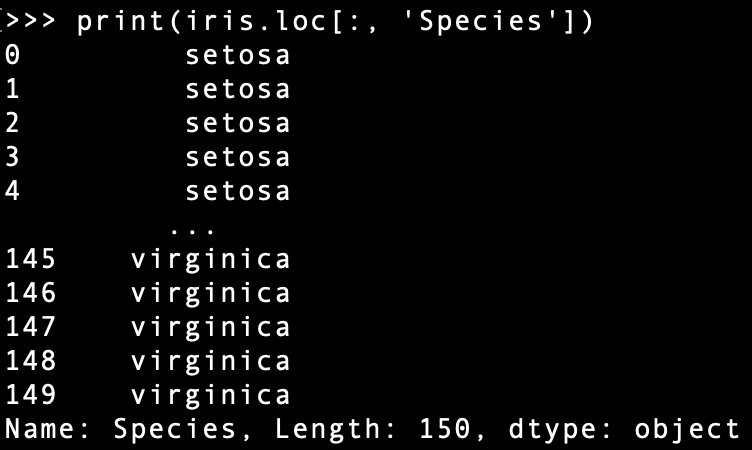 >>> print(iris.loc[:, 'Species'])
0         setosa
1         setosa
2         setosa
3         setosa
4         setosa
         ...
145    virginica
146    virginica
147    virginica
148    virginica
149    virginica
Name: Species, Length: 150, dtype: object